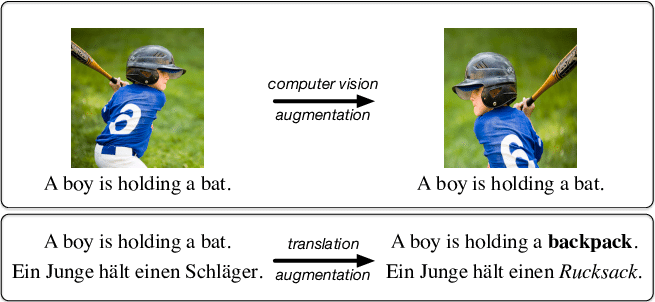 computer vision
augmentation
A boy is holding a bat.
A boy is holding a bat.
A boy is holding a bat.
Ein Junge hält einen Schläger.
translation
augmentation
A boy is holding a backpack.
Ein Junge hält einen Rucksack.